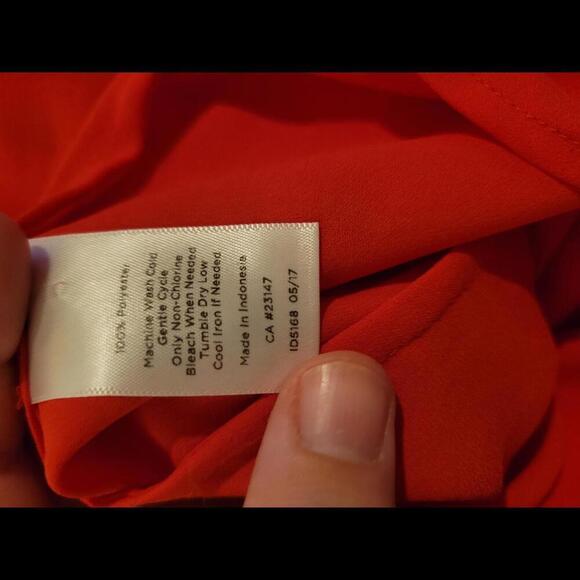 100% Polyester
Machine Wash Cold
Gentle Cycle
Only Non-Chlorine
Bleach When Needed
Tumble Dry Low
Cool Iron If Needed
Made in Indonesia
CA #23147
ID5168 05/17